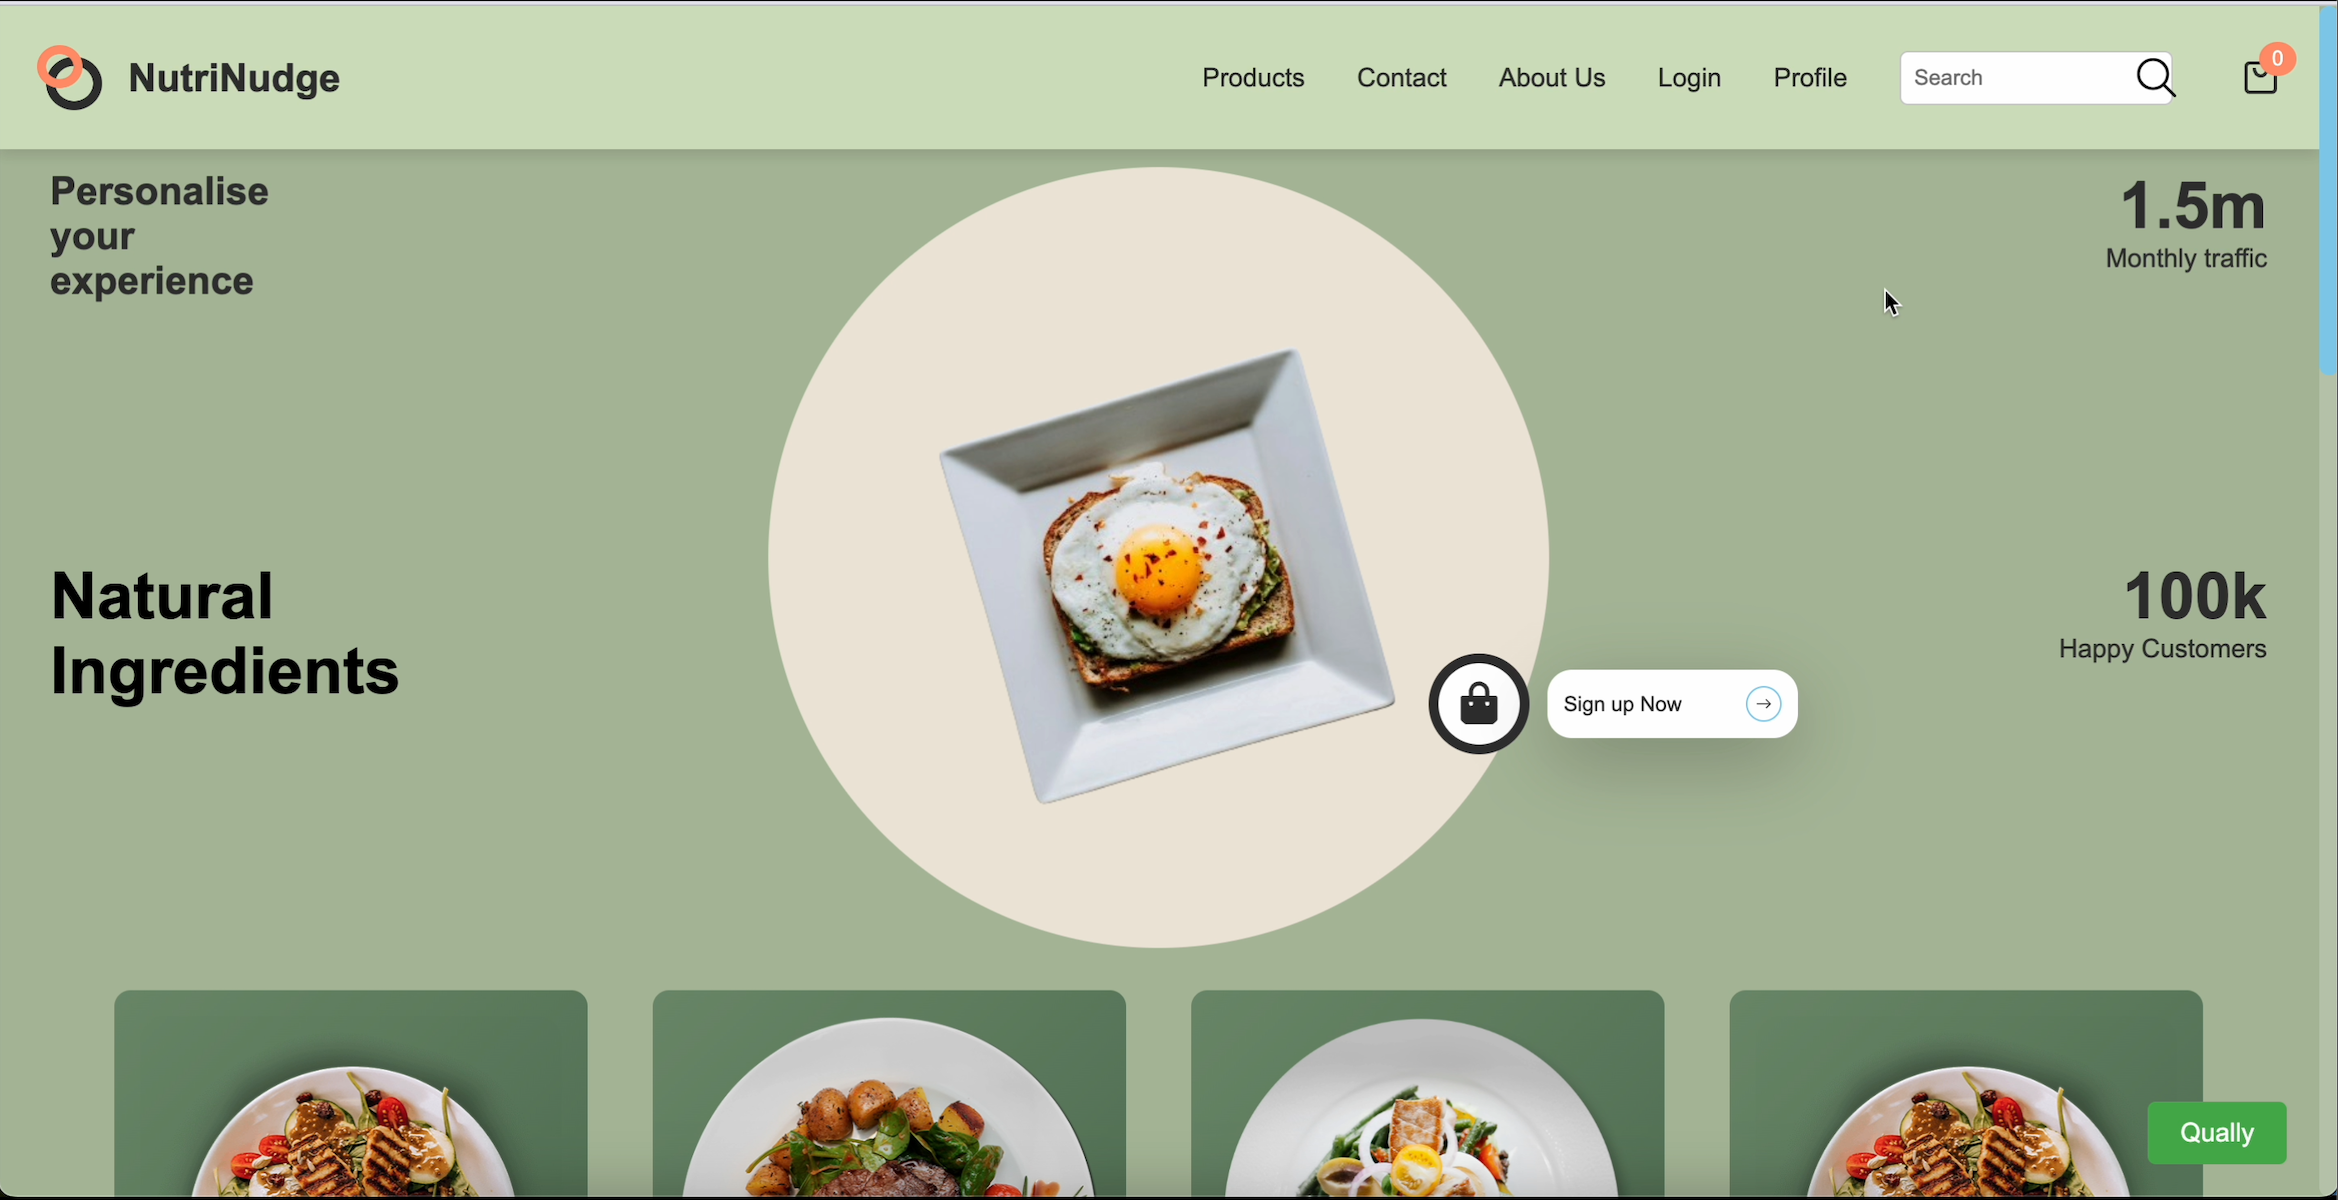 NutriNudge
Products
Contact
About Us
Login
Profile
Search
0
Personalise
your
experience
1.5m
Monthly traffic
Natural
Ingredients
100k
Happy Customers
Sign up Now
Qually